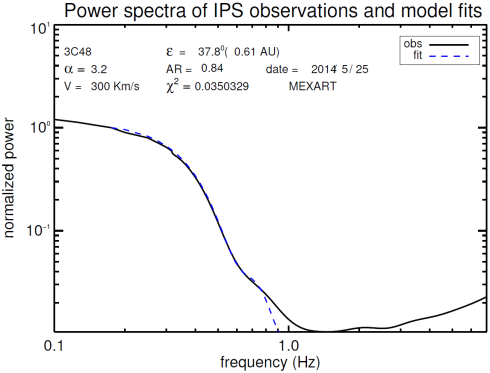 Power spectra of IPS observations and model fits
3C48 ε = 37.8⁰( 0.61 AU)
α = 3.2 AR = 0.84 date = 2014/ 5/ 25
V = 300 Km/s χ² = 0.0350329 MEXART
obs
fit
normalized power
10¹
10⁰
10⁻¹
0.1 1.0
frequency (Hz)